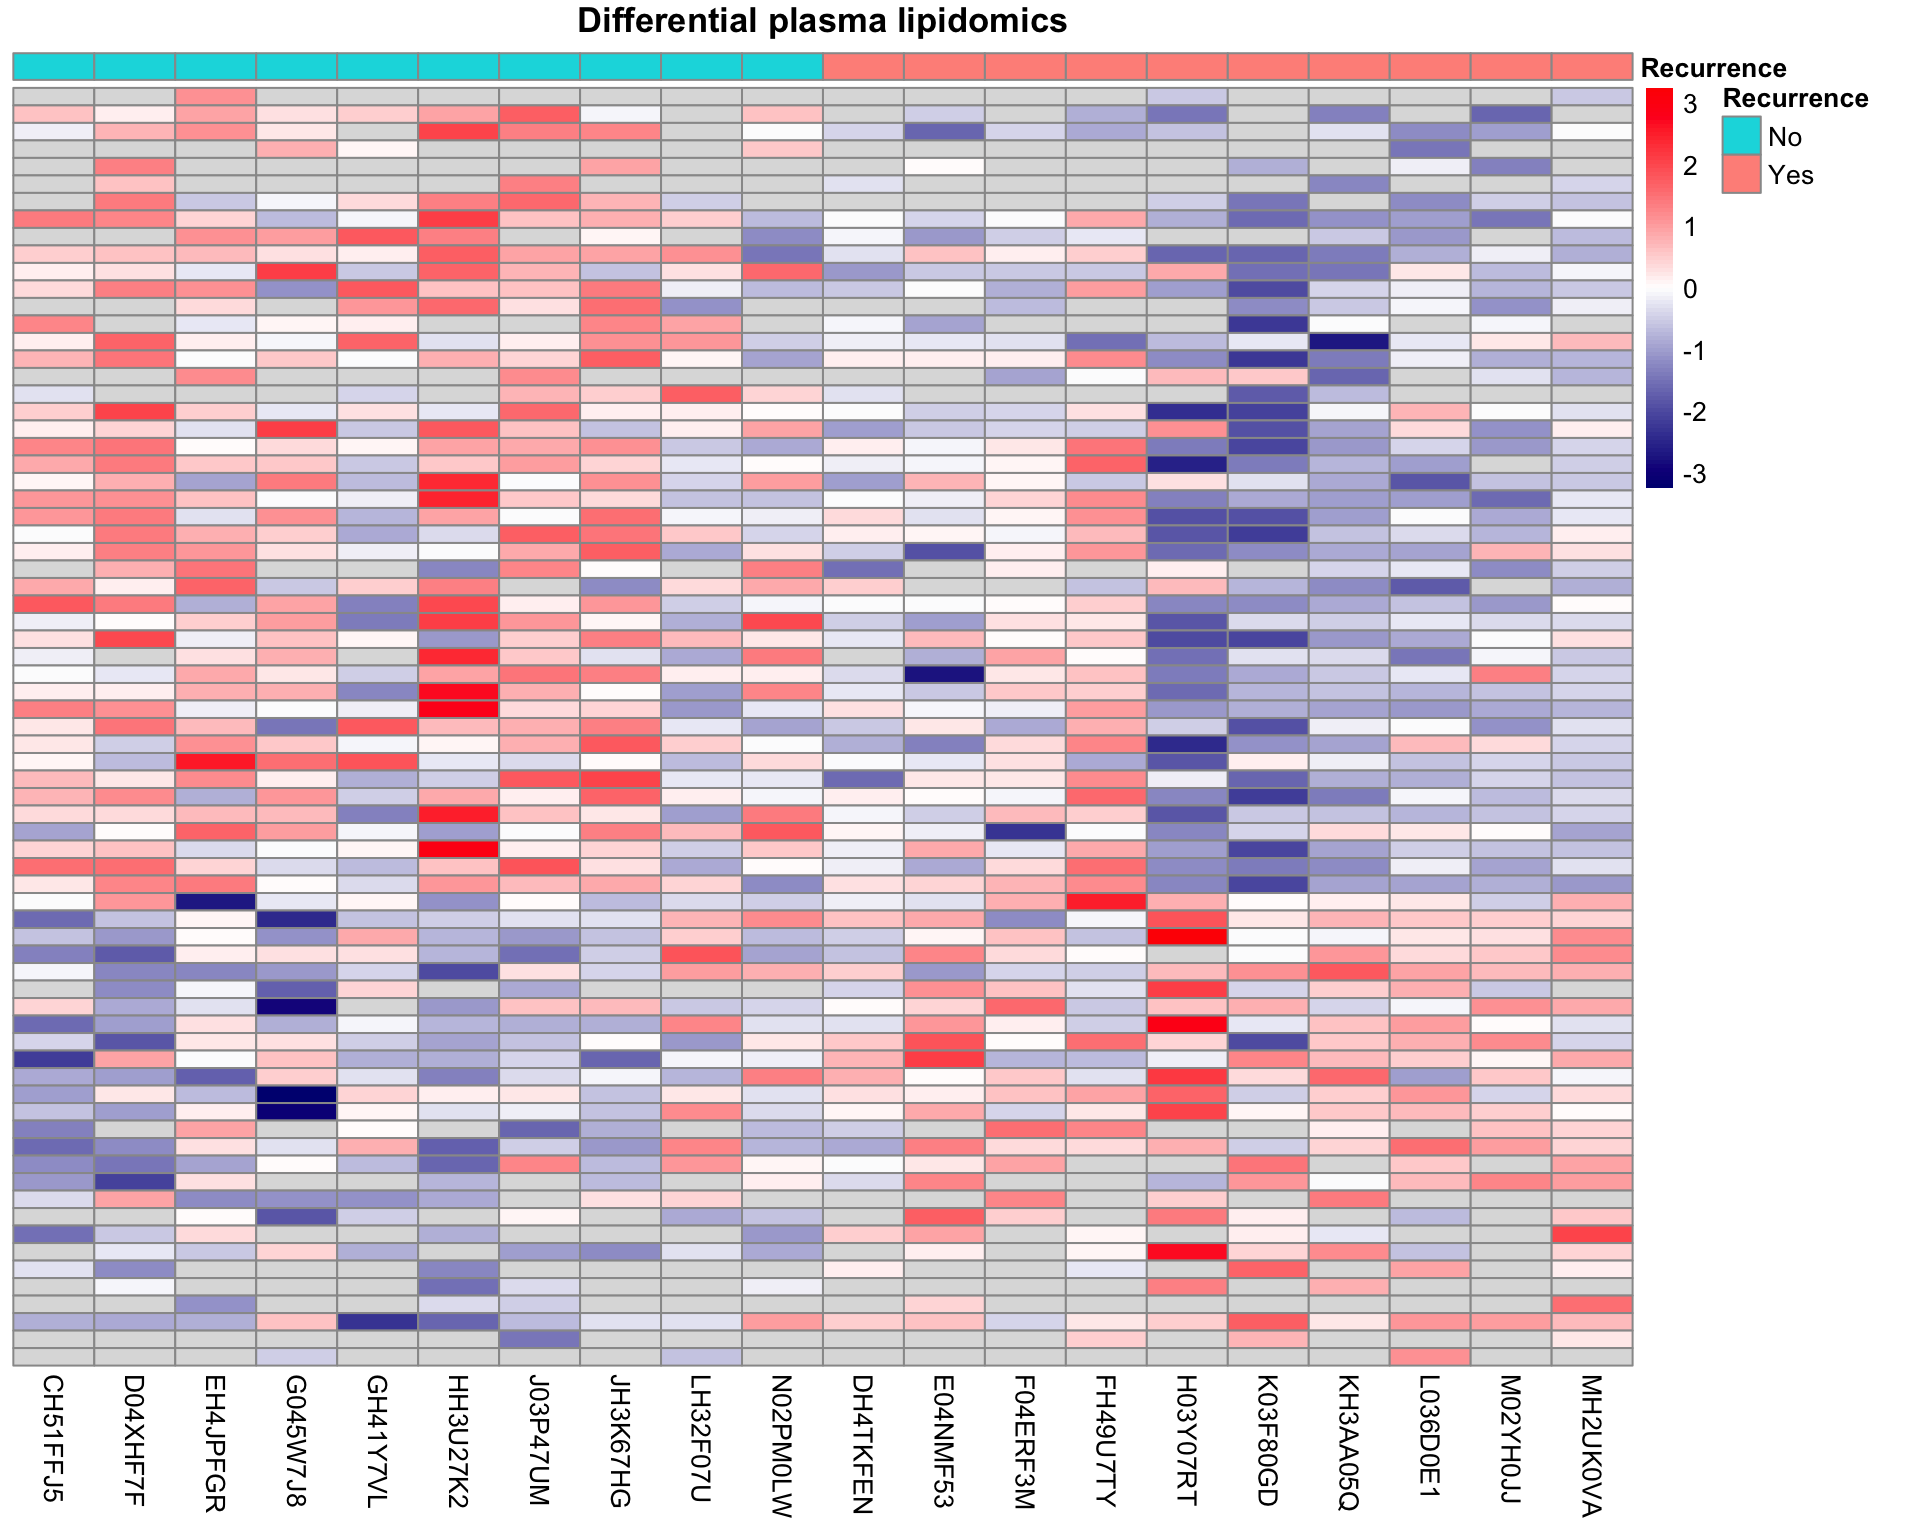 Differential plasma lipidomics
Recurrence
3
2
1
0
-1
-2
-3
Recurrence
No
Yes
CH51FFJ5
D04XHF7F
EH4JPFGR
G045W7J8
GH41Y7VL
HH3U27K2
J03P47UM
JH3K67HG
LH32F07U
N02PM0LW
DH4TKFEN
E04NMF53
F04ERF3M
FH49U7TY
H03Y07RT
K03F80GD
KH3AA05Q
L036D0E1
M02YH0JJ
MH2UK0VA